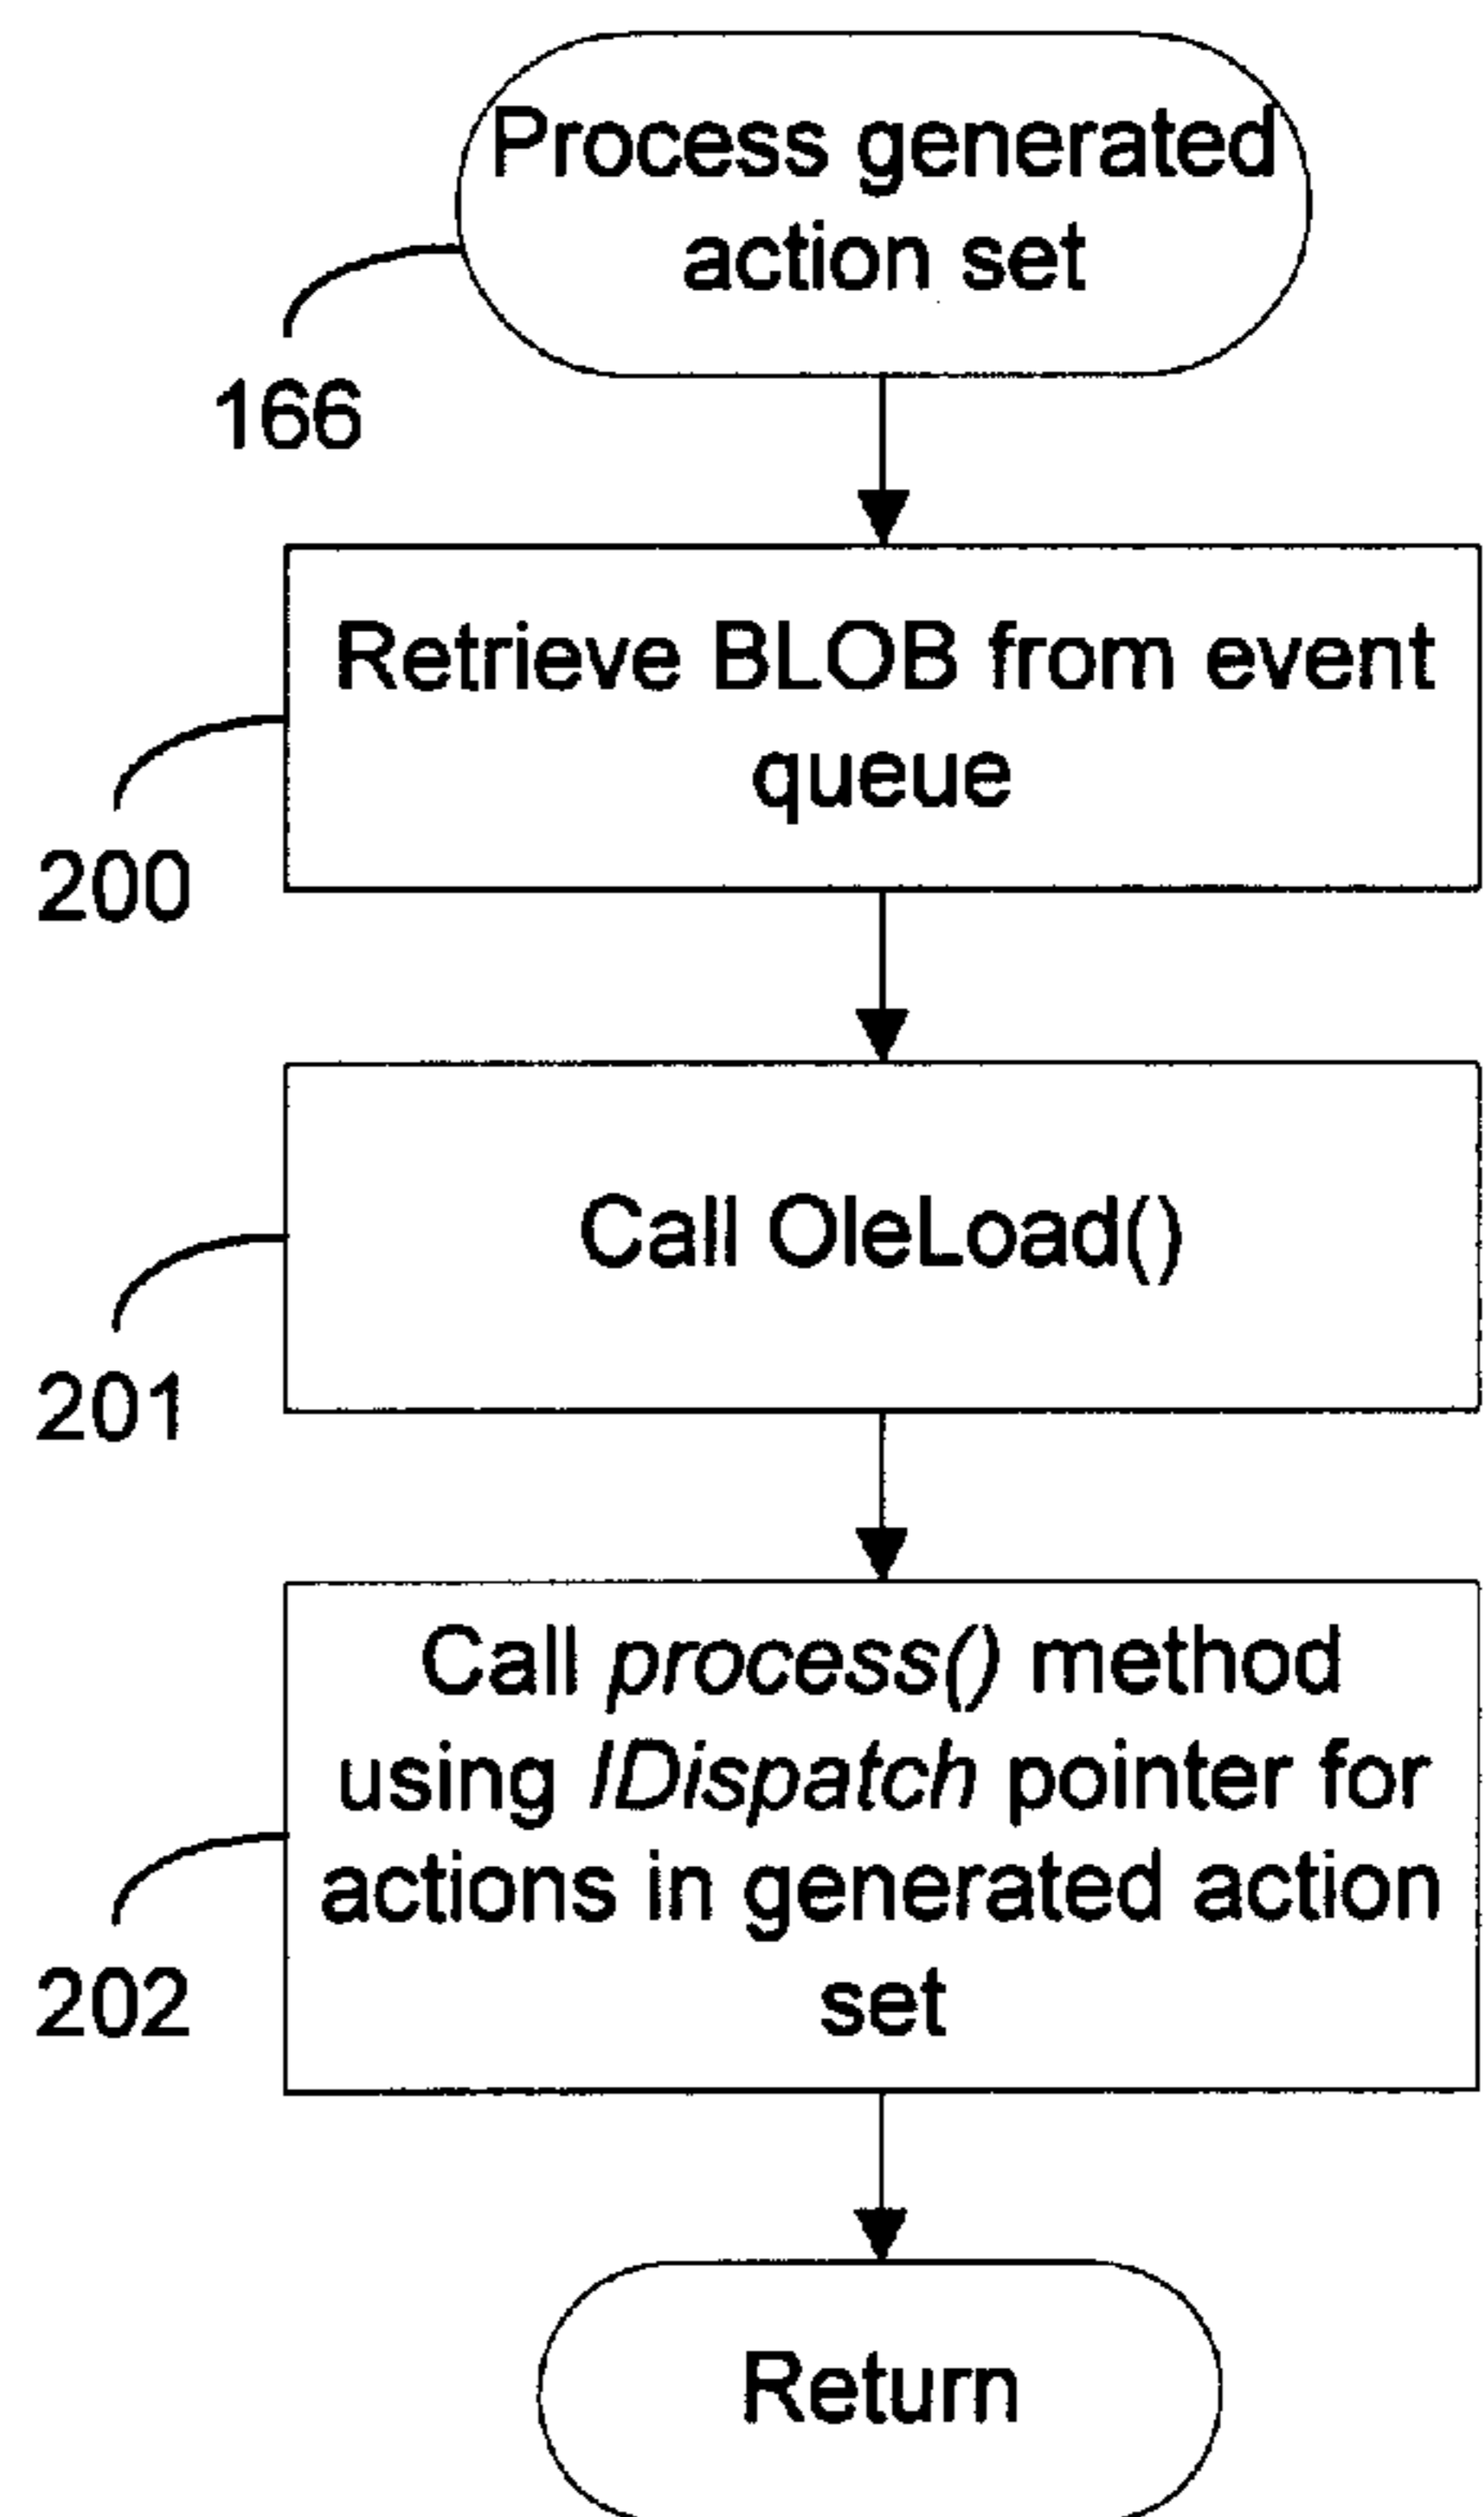 Process generated
action set
166
Retrieve BLOB from event
queue
200
Call OleLoad()
201
Call process() method
using IDispatch pointer for
actions in generated action
set
202
Return